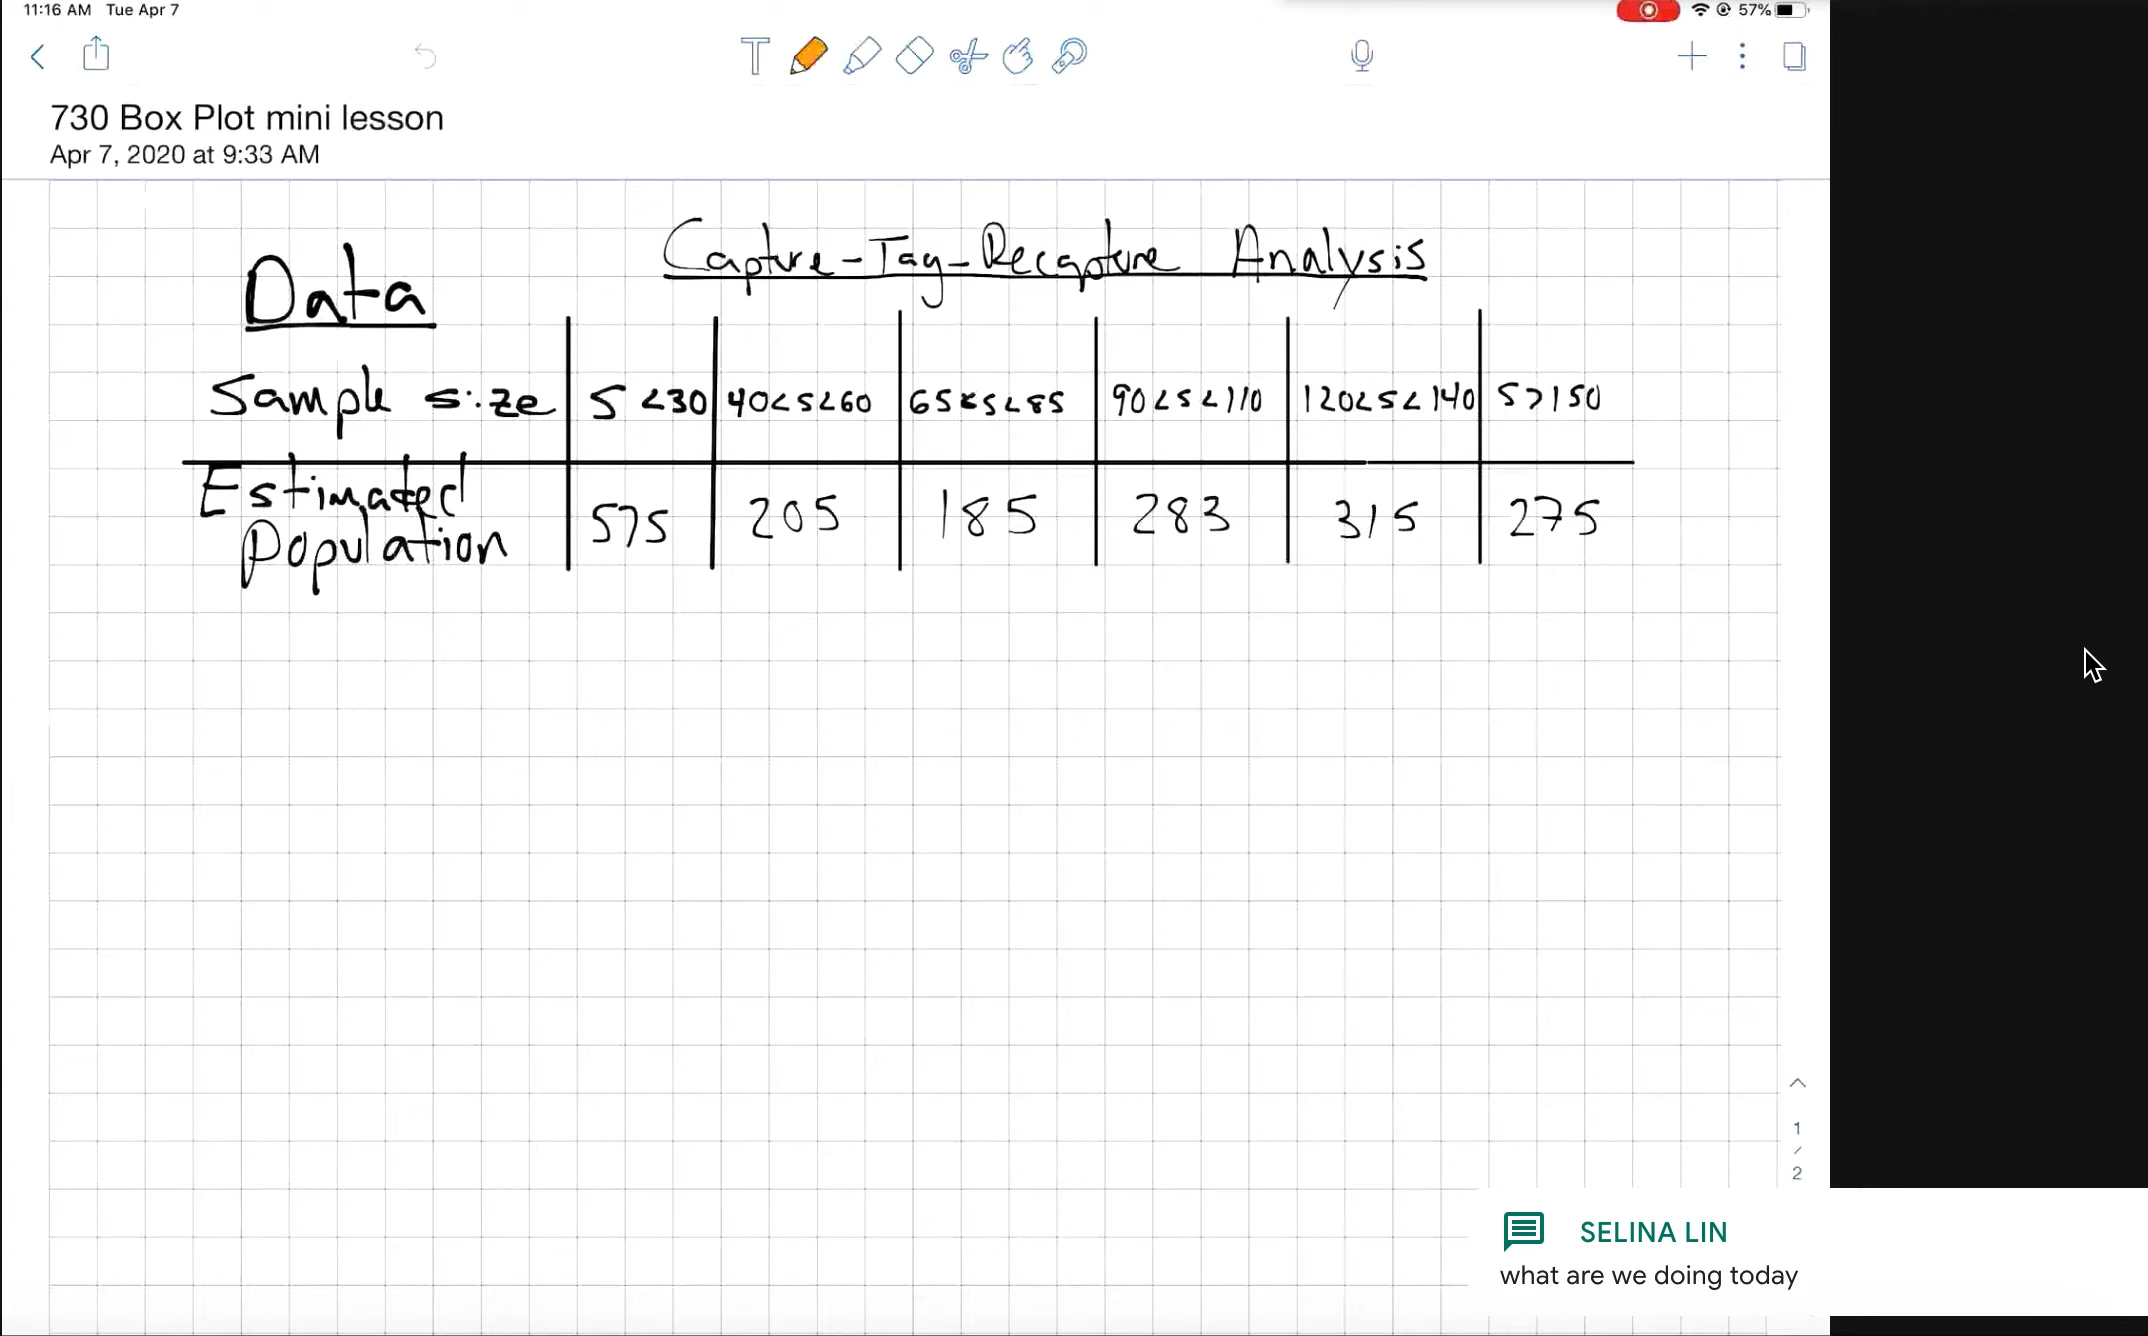 11:16 AM Tue Apr 7
57%
730 Box Plot mini lesson
Apr 7, 2020 at 9:33 AM
Capture-Tag-Recapture Analysis
Data
Sample size S<30 40<S<60 65<S<85 90<S<110 120<S<140 S>150
Estimated Population 575 205 185 283 315 275
1
/
2
SELINA LIN
what are we doing today